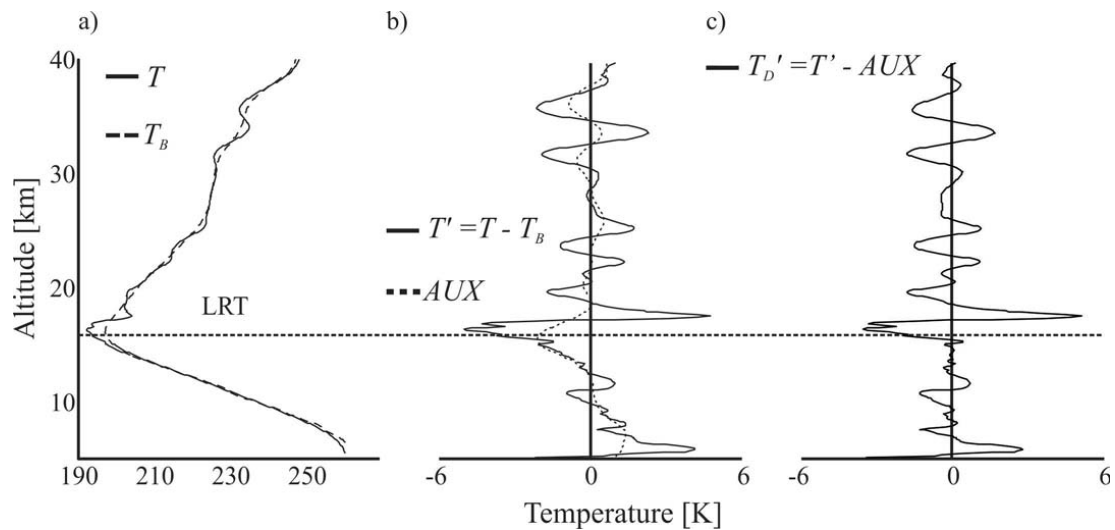 a)
b)
c)
40
30
20
10
Altitude [km]
T
T_B
LRT
T' = T - T_B
AUX
T_D' = T' - AUX
190 210 230 250
-6 0 6
-6 0 6
Temperature [K]